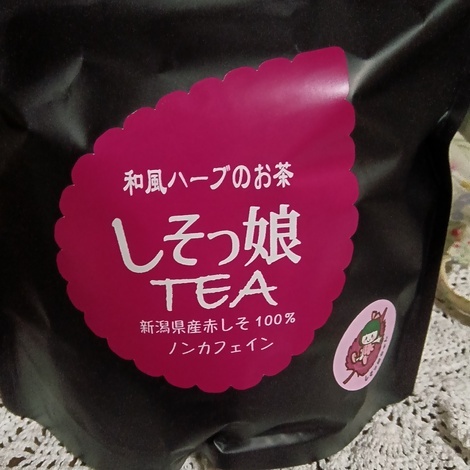 和風ハーブのお茶
しそっ娘
TEA
新潟県産赤しそ100%
ノンカフェイン